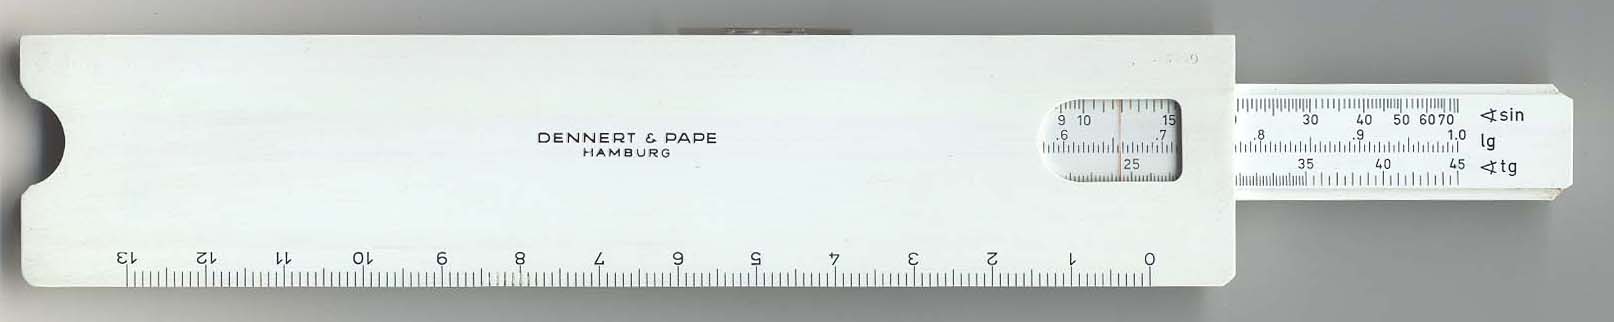 DENNERT & PAPE
HAMBURG
9 10 15
.6 .7
25
30 40 50 60 70 ∢ sin
.8 .9 1.0 lg
35 40 45 ∢ tg
13 12 11 10 9 8 7 6 5 4 3 2 1 0